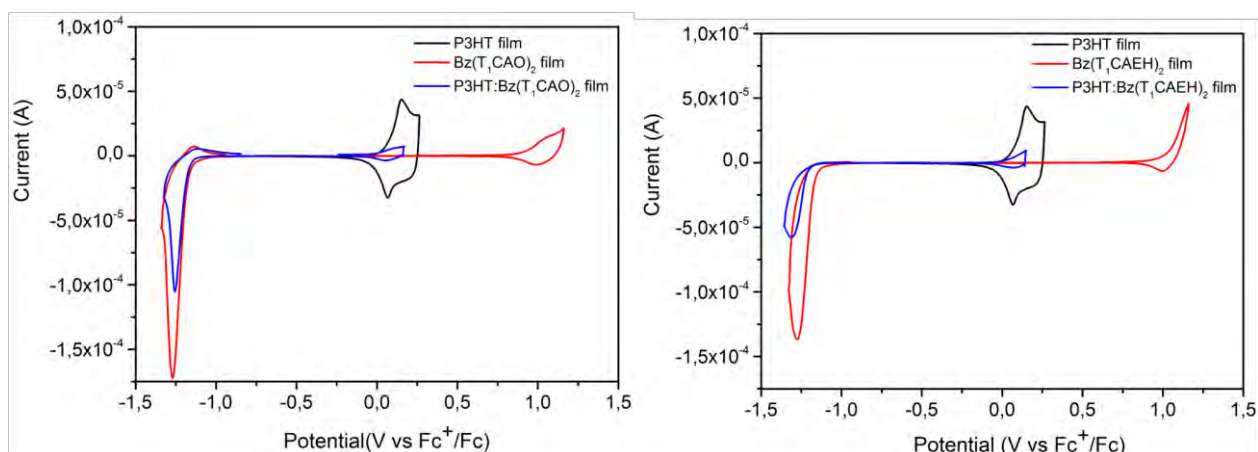 1,0x10⁻⁴
5,0x10⁻⁵
0,0
-5,0x10⁻⁵
-1,0x10⁻⁴
-1,5x10⁻⁴
Current (A)
P3HT film
Bz(T₁CAO)₂ film
P3HT:Bz(T₁CAO)₂ film
-1,5 -1,0 -0,5 0,0 0,5 1,0 1,5
Potential(V vs Fc⁺/Fc)
1,0x10⁻⁴
5,0x10⁻⁵
0,0
-5,0x10⁻⁵
-1,0x10⁻⁴
-1,5x10⁻⁴
Current (A)
P3HT film
Bz(T₁CAEH)₂ film
P3HT:Bz(T₁CAEH)₂ film
-1,5 -1,0 -0,5 0,0 0,5 1,0 1,5
Potential (V vs Fc⁺/Fc)